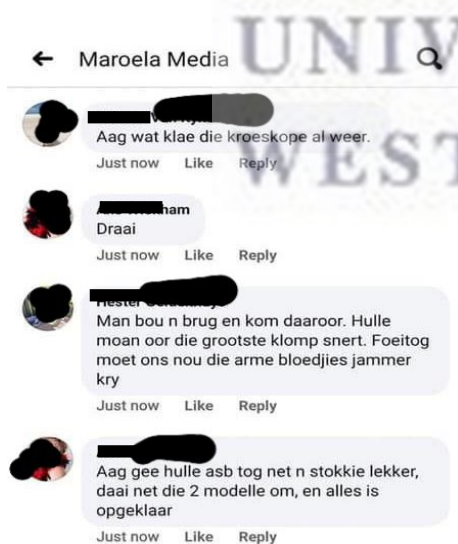 UNIV
Maroela Media
WEST
Aag wat klae die kroeskope al weer.
Just now Like Reply
Draai
Just now Like Reply
Man bou n brug en kom daaroor. Hulle
moan oor die grootste klomp snert. Foeitog
moet ons nou die arme bloedjies jammer
kry
Just now Like Reply
Aag gee hulle asb tog net n stokkie lekker,
daai net die 2 modelle om, en alles is
opgeklaar
Just now Like Reply